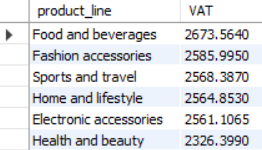 product_line VAT
Food and beverages 2673.5640
Fashion accessories 2585.9950
Sports and travel 2568.3870
Home and lifestyle 2564.8530
Electronic accessories 2561.1065
Health and beauty 2326.3990